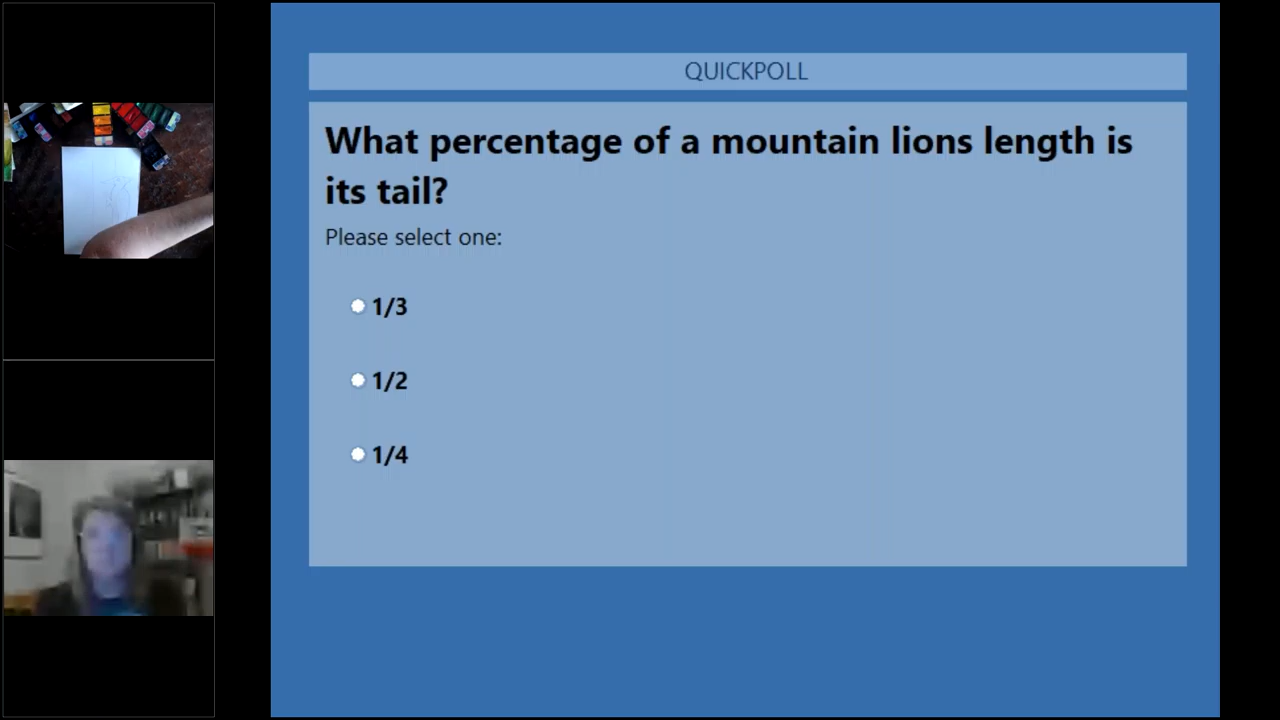 QUICKPOLL
What percentage of a mountain lions length is
its tail?
Please select one:
1/3
1/2
1/4